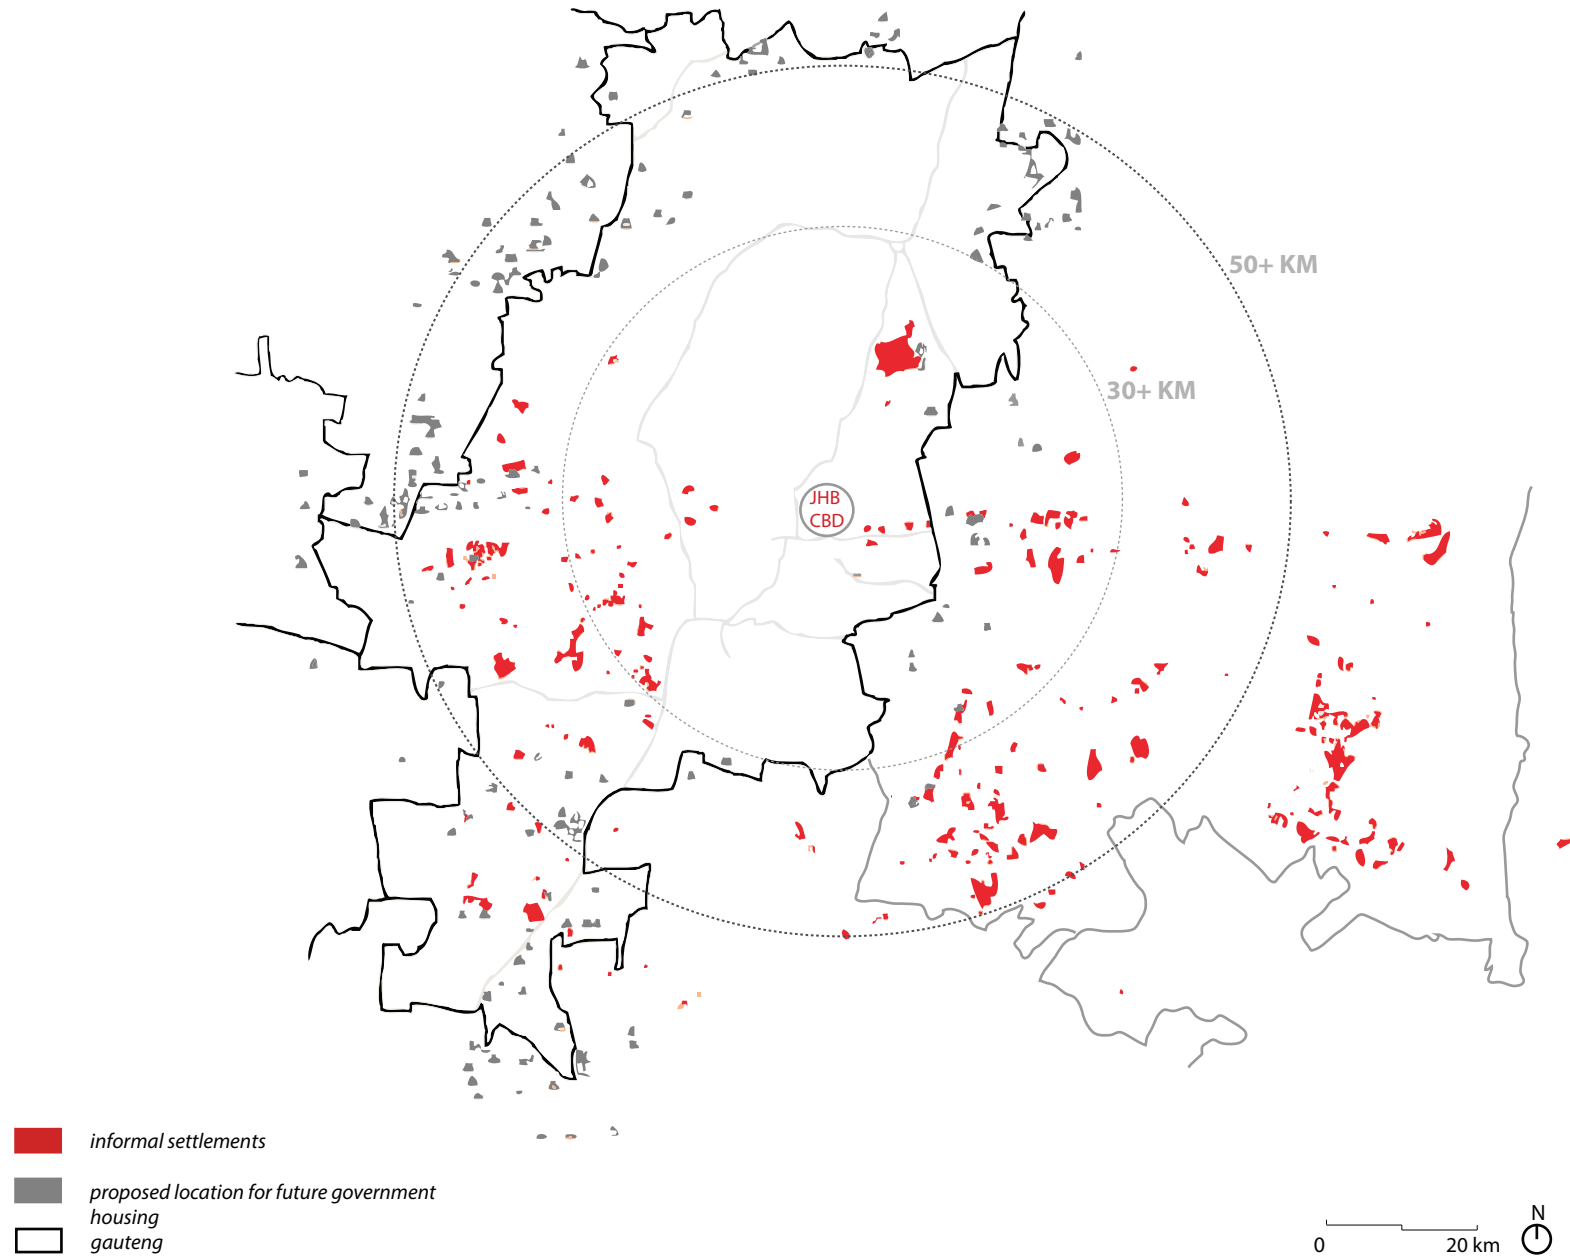 50+ KM
30+ KM
JHB
CBD
informal settlements
proposed location for future government
housing
gauteng
N
0 20 km